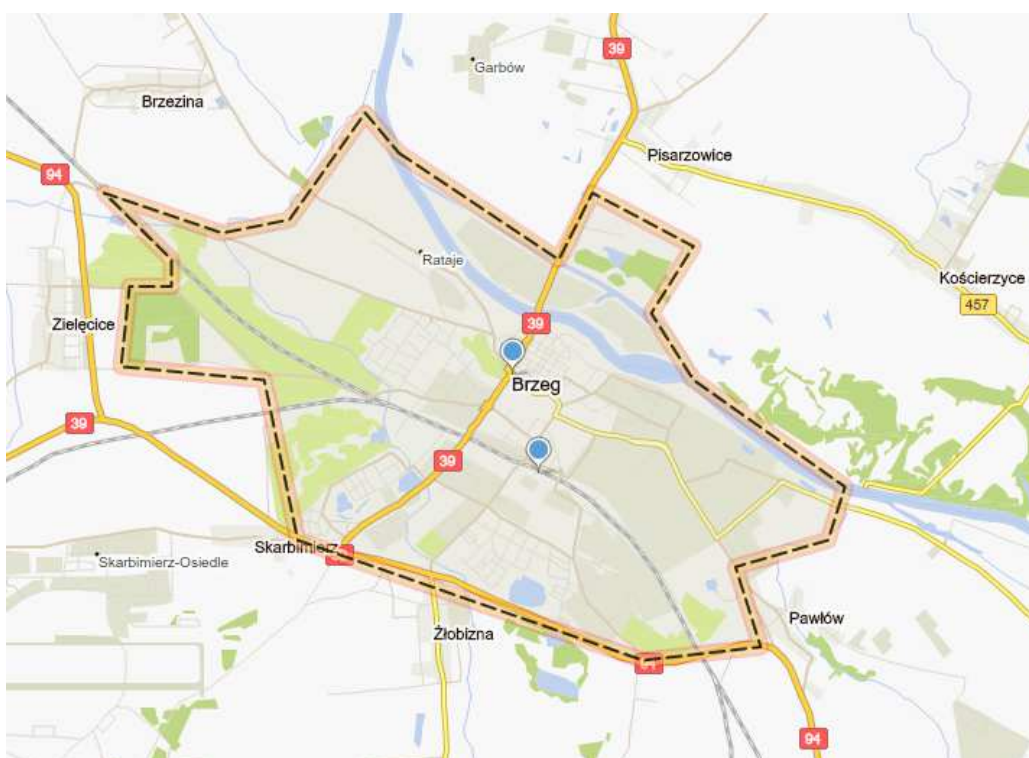 39
Garbów
Brzezina
Pisarzowice
94
Rataje
Kościerzyce
457
Zielęcice
39
Brzeg
39
39
Skarbimierz
Skarbimierz-Osiedle
Pawłów
Żłobizna
94